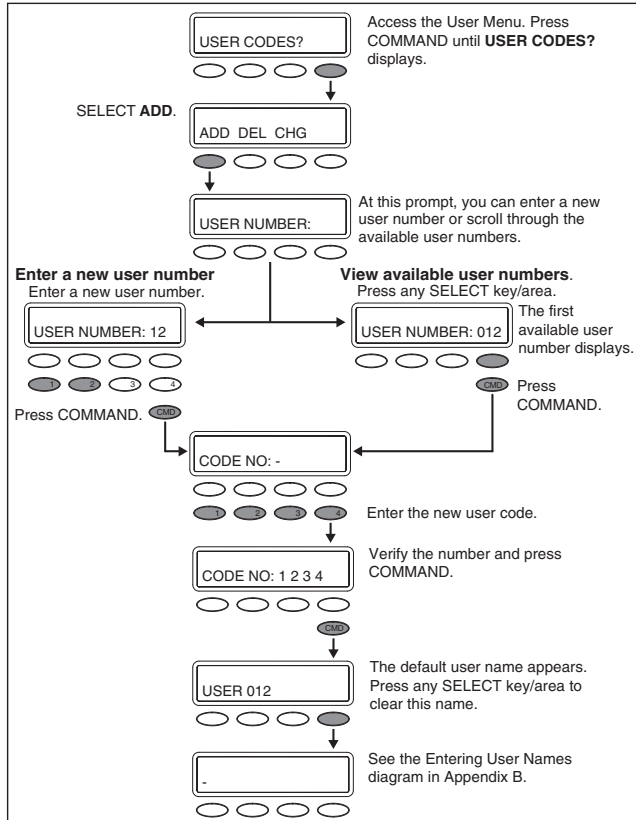 USER CODES?
Access the User Menu. Press
COMMAND until USER CODES?
displays.
SELECT ADD.
ADD DEL CHG
USER NUMBER:
At this prompt, you can enter a new
user number or scroll through the
available user numbers.
Enter a new user number
Enter a new user number.
View available user numbers.
Press any SELECT key/area.
USER NUMBER: 12
USER NUMBER: 012
The first
available user
number displays.
1 2 3 4
CMD
Press
COMMAND.
Press COMMAND.
CMD
CODE NO: -
1 2 3 4
Enter the new user code.
CODE NO: 1 2 3 4
Verify the number and press
COMMAND.
CMD
USER 012
The default user name appears.
Press any SELECT key/area to
clear this name.
-
See the Entering User Names
diagram in Appendix B.